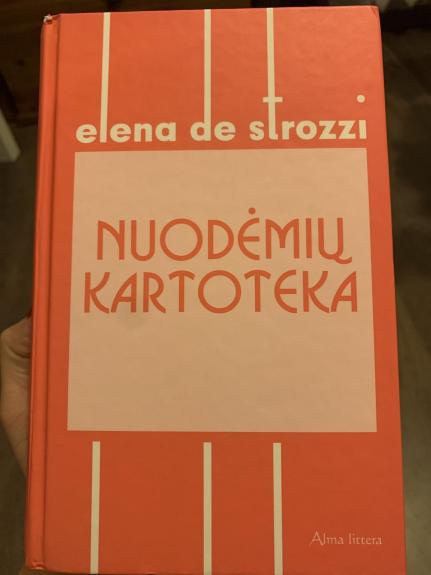 elena de strozzi
NUODĖMIŲ
KARTOTEKA
Alma littera